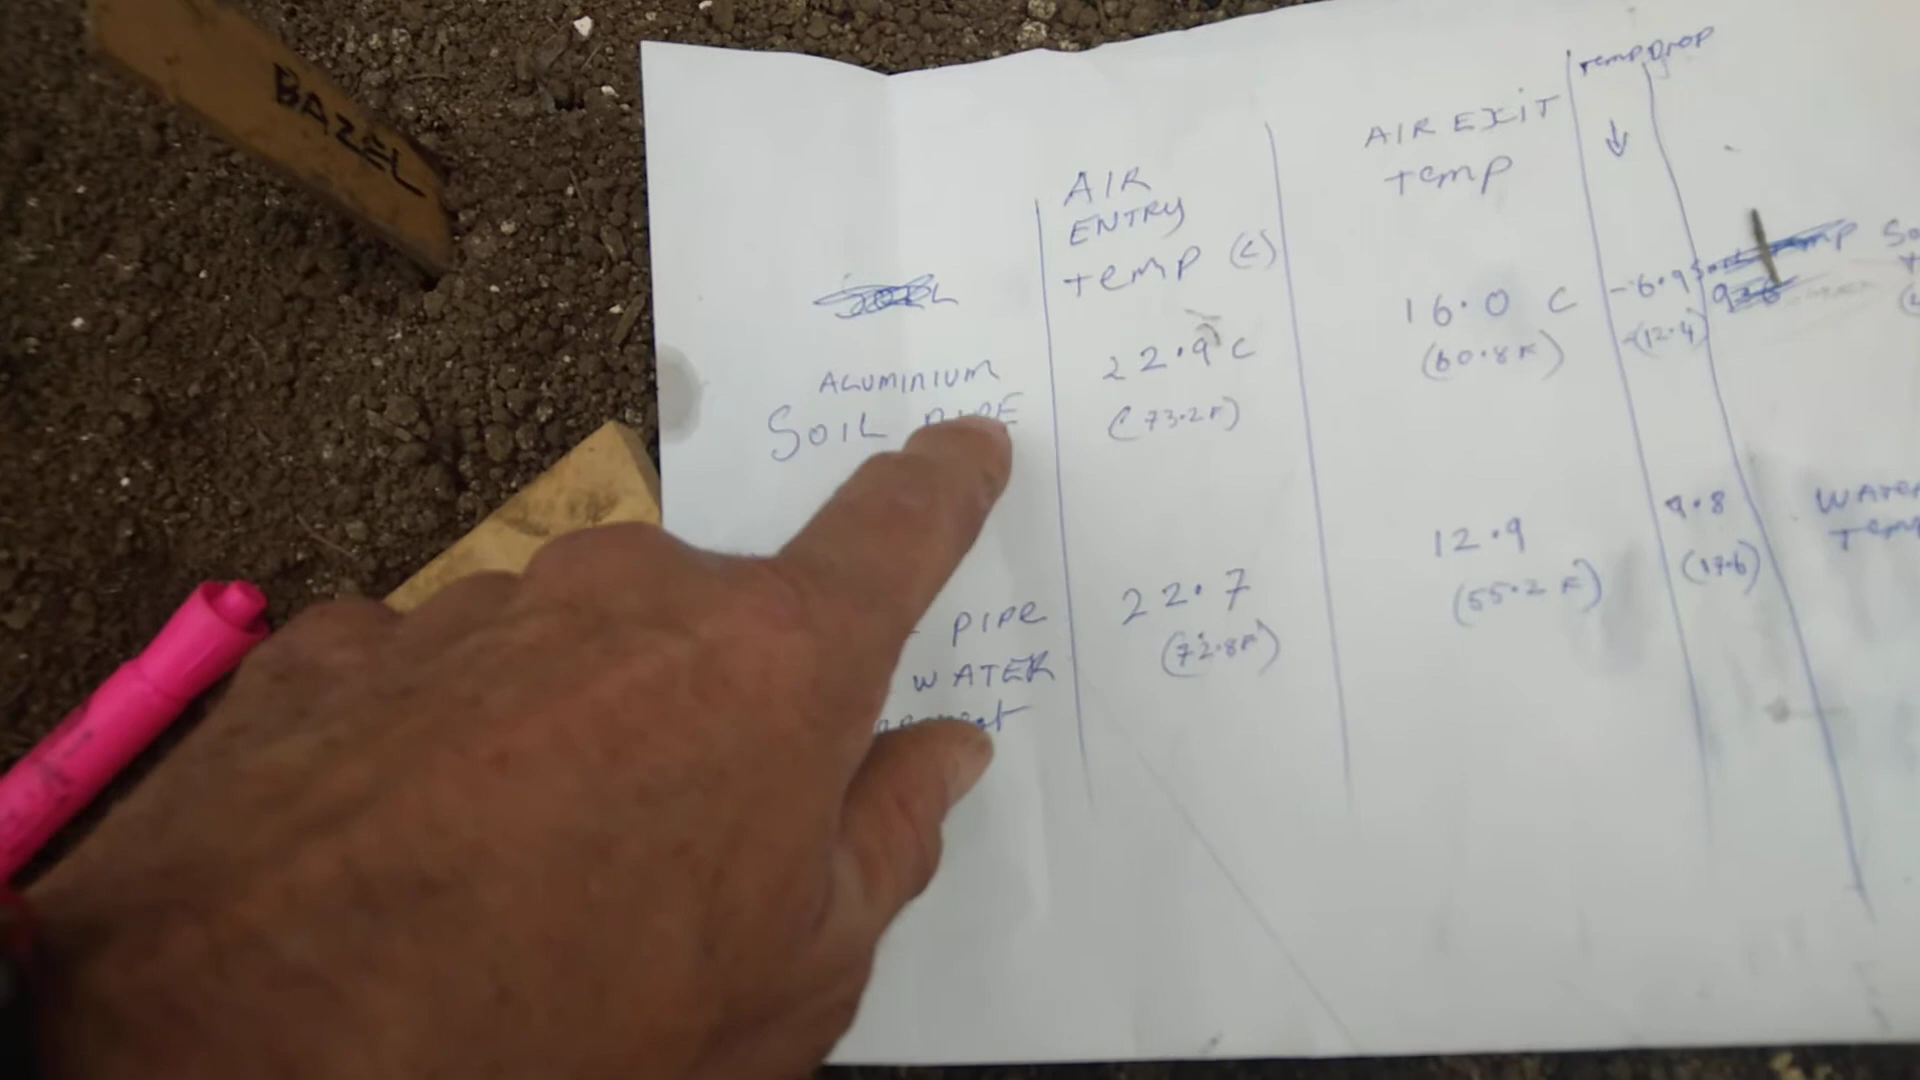 BAZEL
Temp Drop
AIR EXIT
Temp
AIR
ENTRY
Temp (C)
ALUMINIUM
SOIL PIPE
22.9 C
(73.2F)
16.0 C
(60.8F)
-6.9
-(12.4)
PIPE
WATER
22.7
(72.8F)
12.9
(55.2F)
9.8
(17.6)